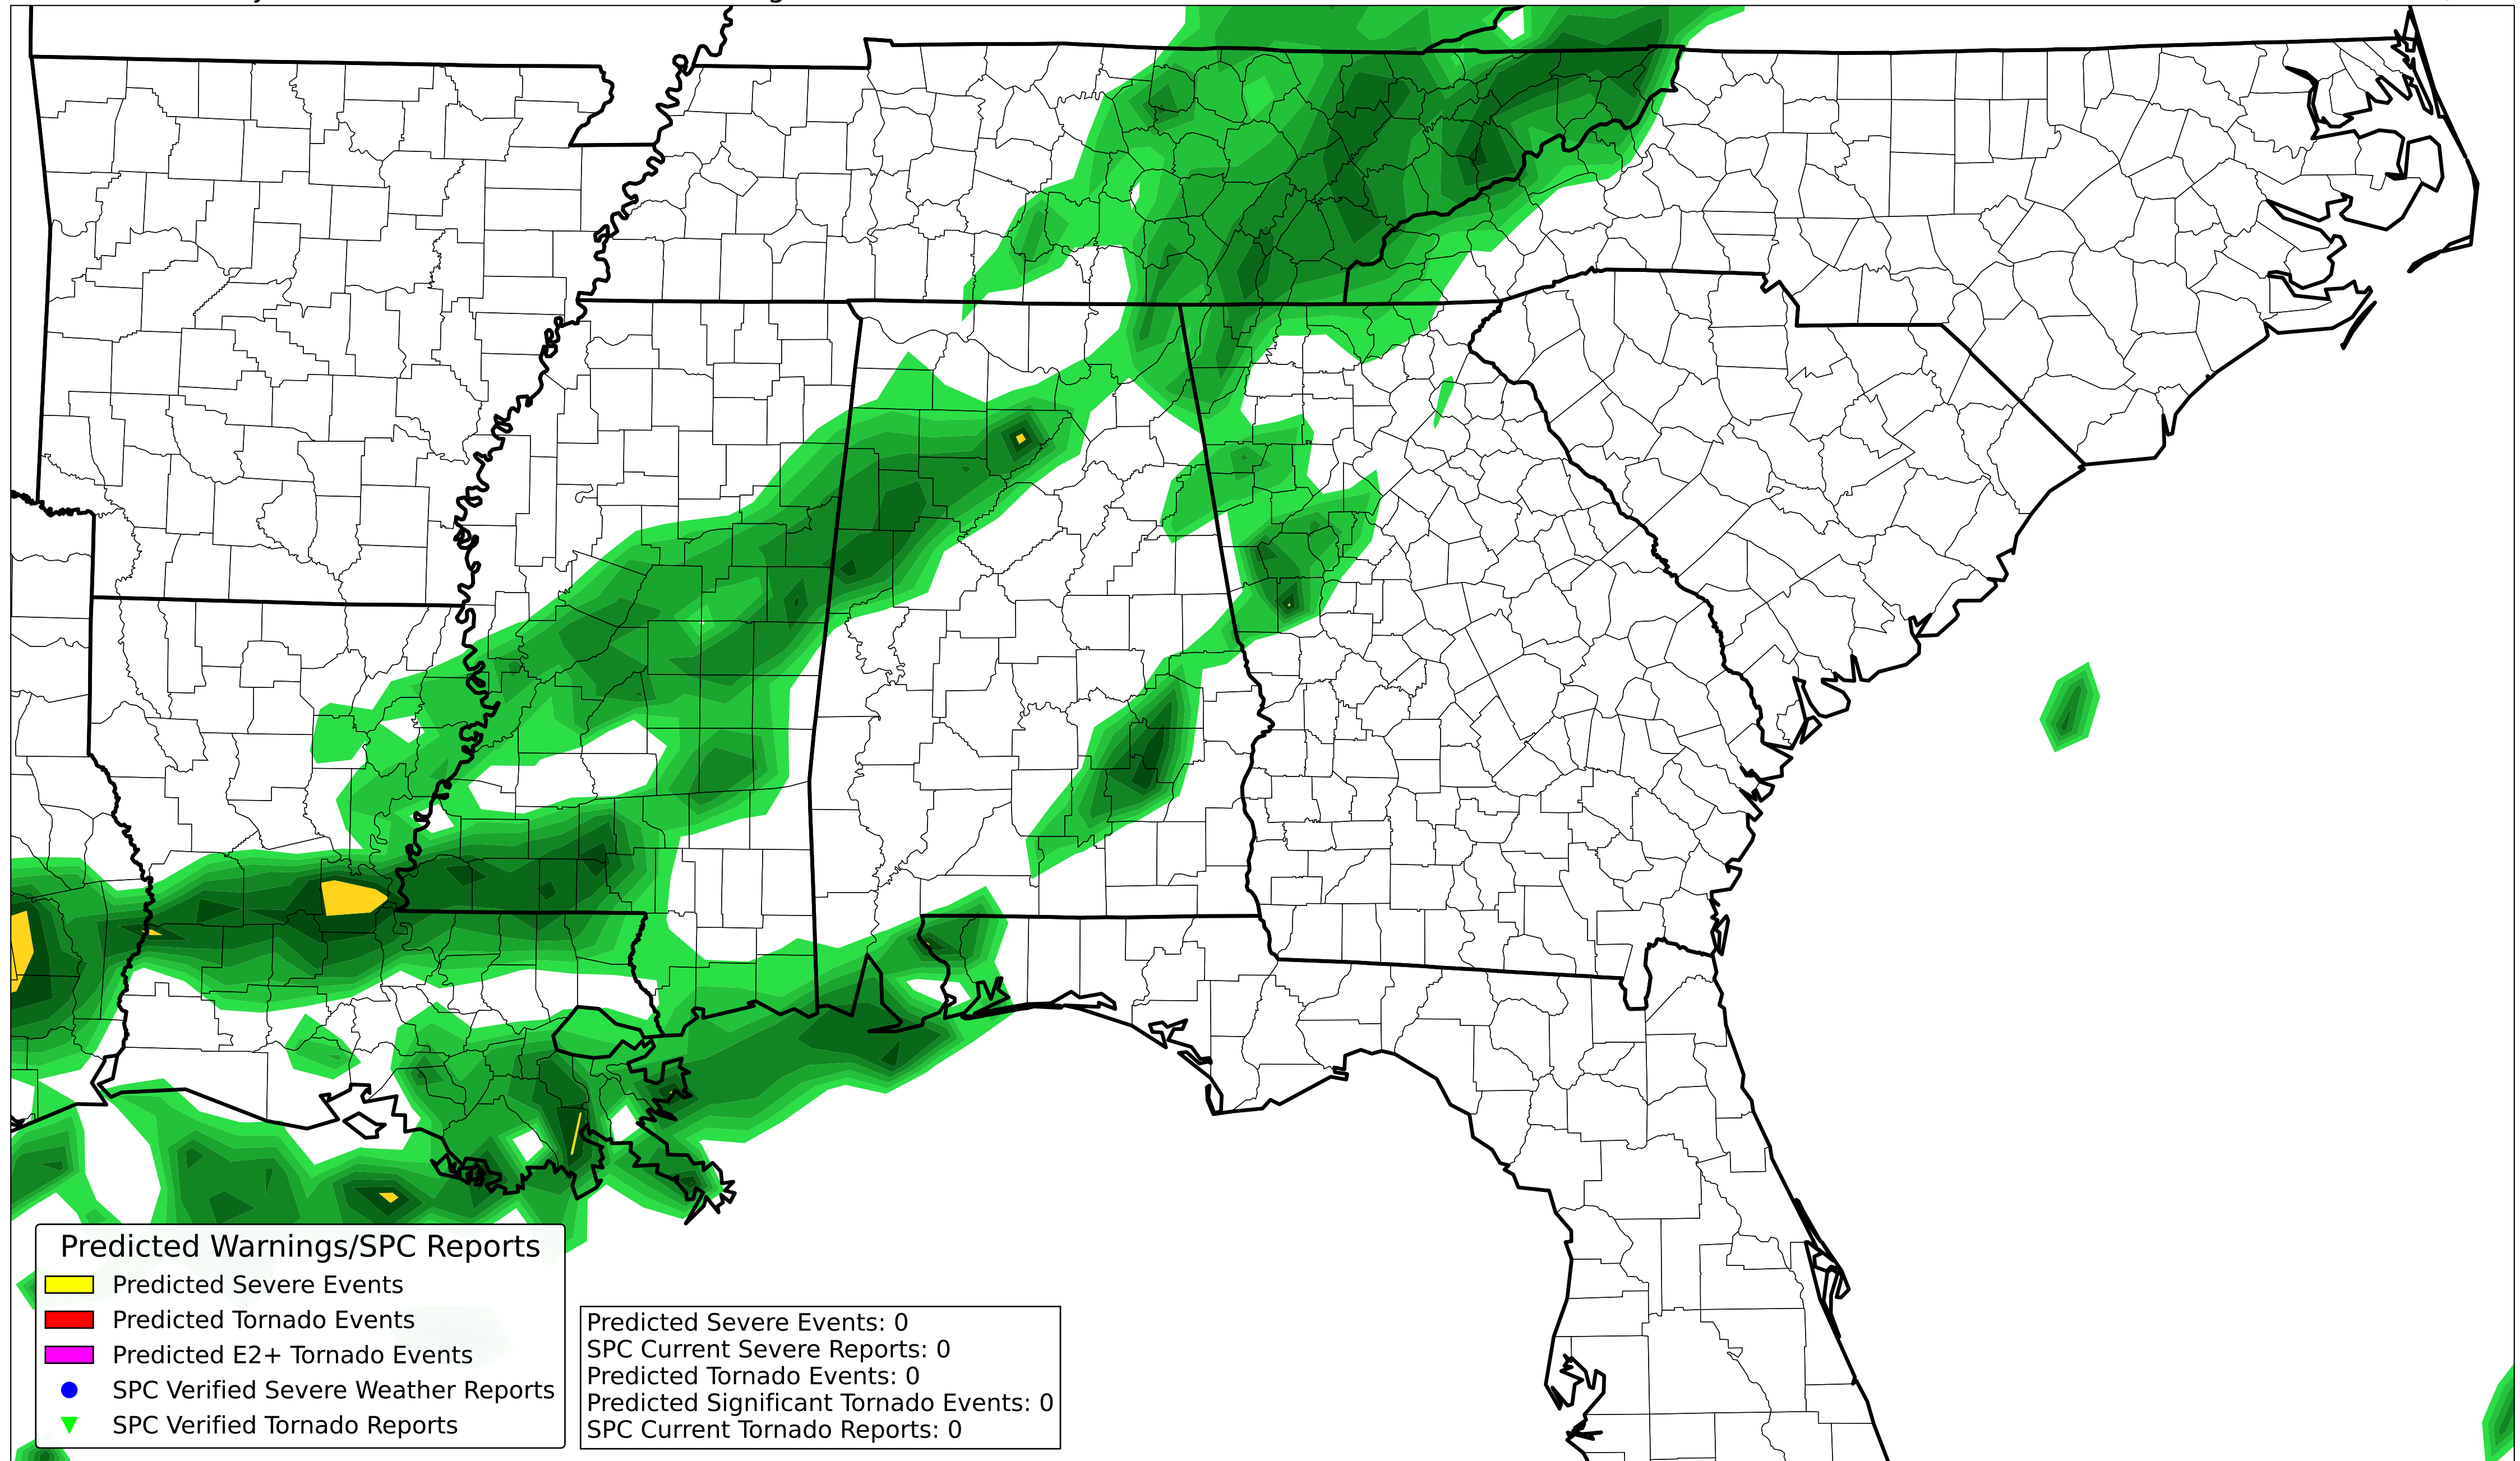 Predicted Warnings/SPC Reports
Predicted Severe Events
Predicted Tornado Events
Predicted E2+ Tornado Events
SPC Verified Severe Weather Reports
SPC Verified Tornado Reports
Predicted Severe Events: 0
SPC Current Severe Reports: 0
Predicted Tornado Events: 0
Predicted Significant Tornado Events: 0
SPC Current Tornado Reports: 0